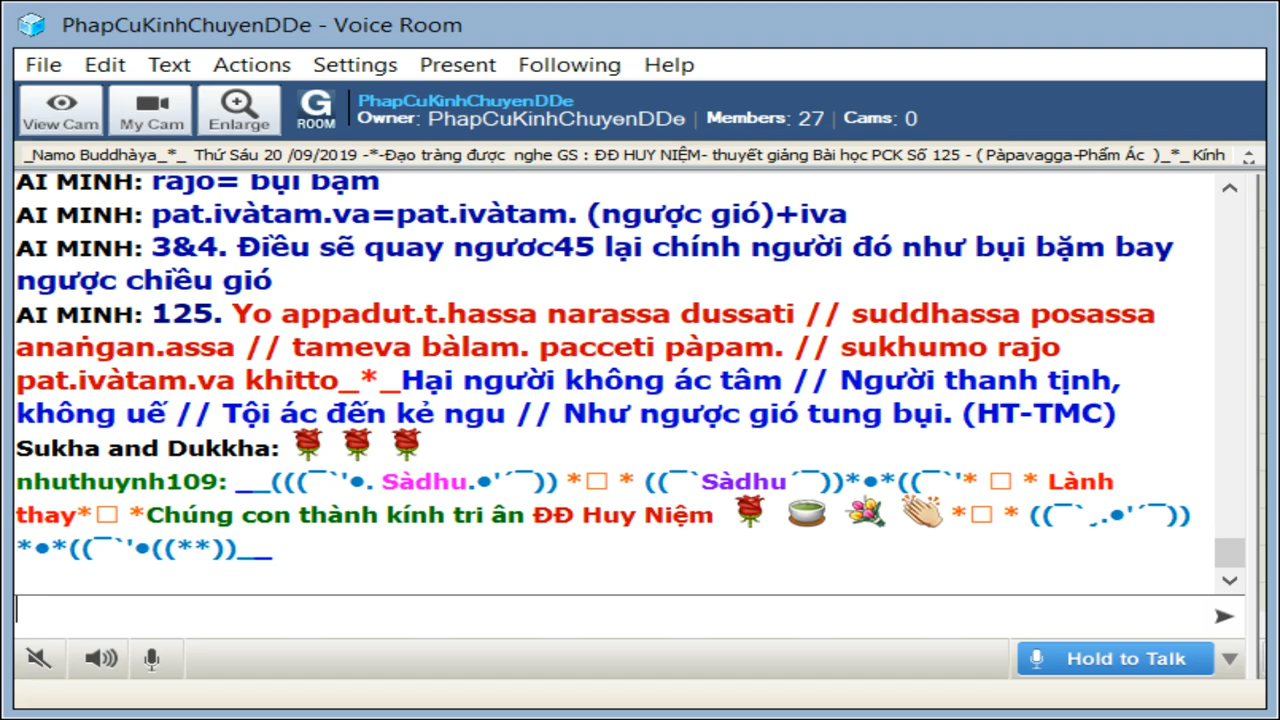 PhapCuKinhChuyenDDe - Voice Room
File Edit Text Actions Settings Present Following Help
View Cam My Cam Enlarge G ROOM
PhapCuKinhChuyenDDe
Owner: PhapCuKinhChuyenDDe | Members: 27 | Cams: 0
_Namo Buddhàya_*_ Thứ Sáu 20 /09/2019 -*-Đạo tràng được nghe GS : ĐĐ HUY NIỆM- thuyết giảng Bài học PCK Số 125 - ( Pàpavagga-Phẩm Ác )_*_ Kính
AI MINH: rajo= bụi bặm
AI MINH: pat.ivàtam.va=pat.ivàtam. (ngược gió)+iva
AI MINH: 3&4. Điều sẽ quay ngươc45 lại chính người đó như bụi bặm bay
ngược chiều gió
AI MINH: 125. Yo appadut.t.hassa narassa dussati // suddhassa posassa
anaṅgan.assa // tameva bàlam. pacceti pàpam. // sukhumo rajo
pat.ivàtam.va khitto_*_Hại người không ác tâm // Người thanh tịnh,
không uế // Tội ác đến kẻ ngu // Như ngược gió tung bụi. (HT-TMC)
Sukha and Dukkha: 🌹 🌹 🌹
nhuthuynh109: __(((¯`'●. Sàdhu.●'´¯)) *□ * ((¯`Sàdhu´¯))*●*((¯`'* □ * Lành
thay*□ *Chúng con thành kính tri ân ĐĐ Huy Niệm 🌹 🍵 💐 👏 *□ * ((¯`ˏ.●'´¯))
*●*((¯`'●((**))__
Hold to Talk